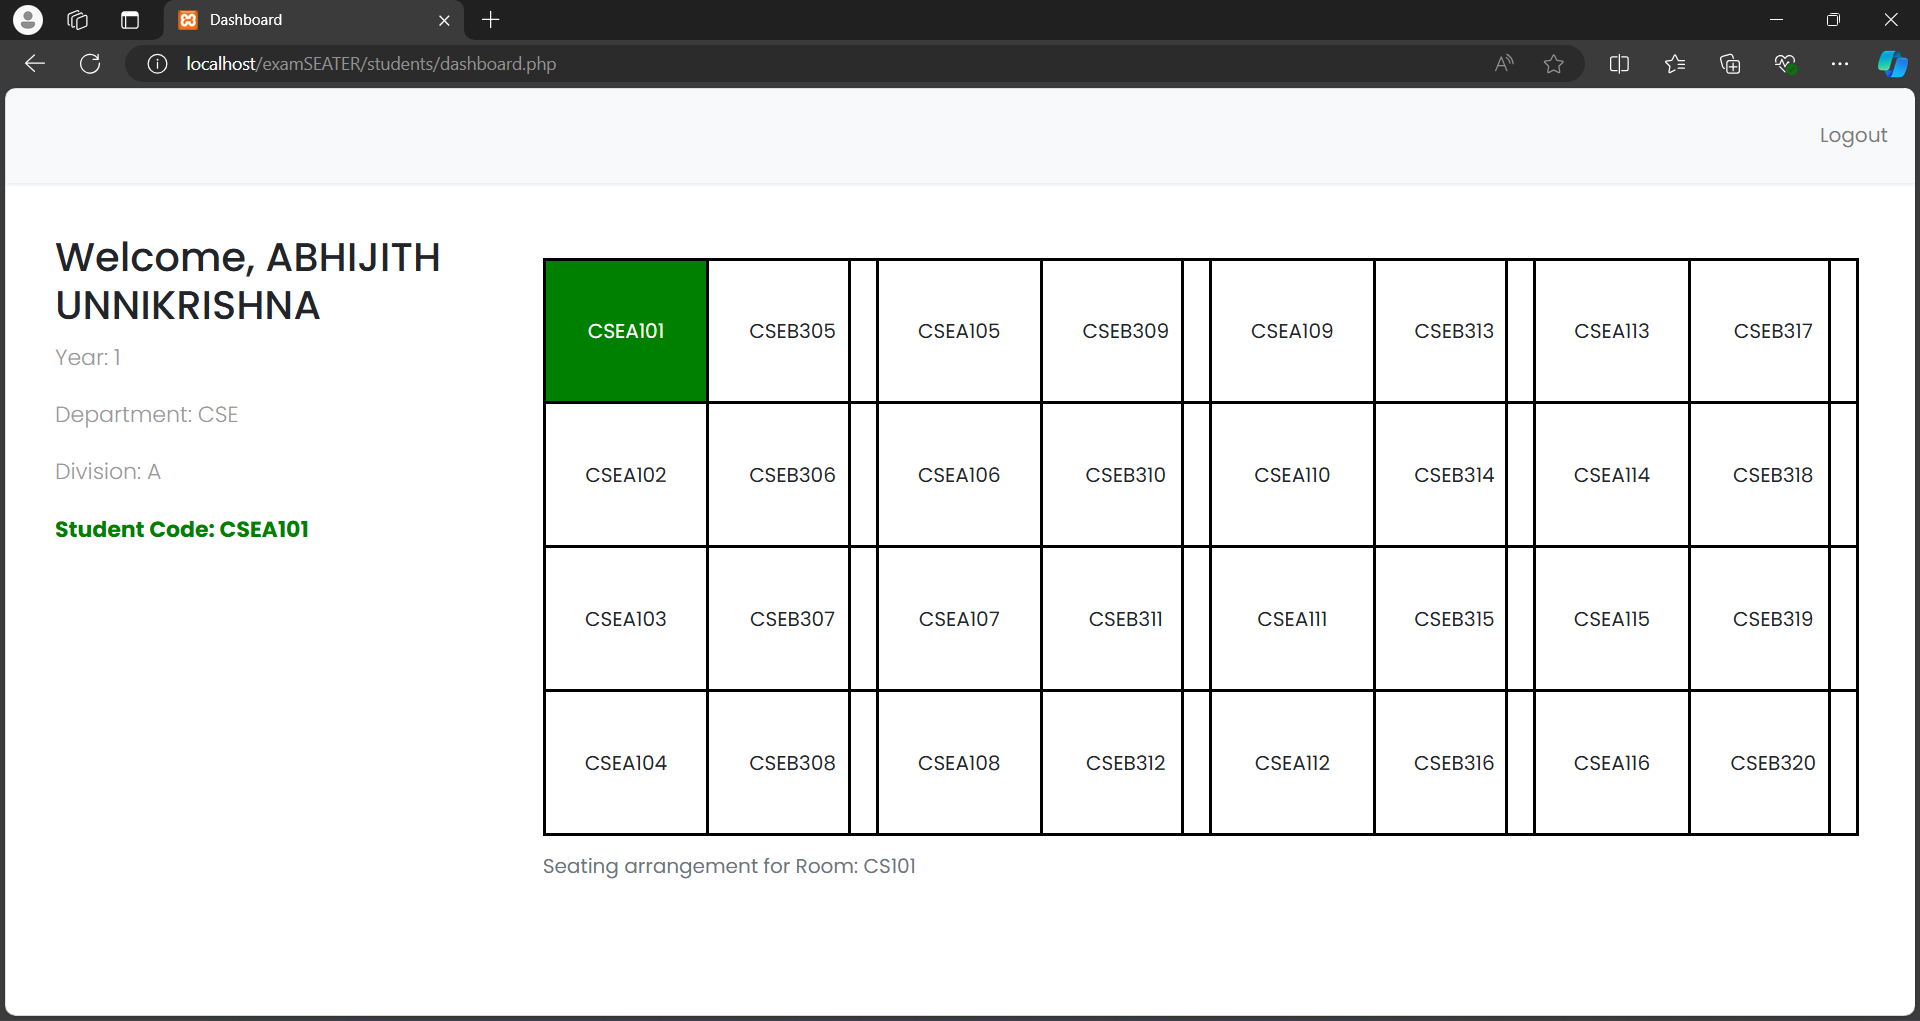 Dashboard
localhost/examSEATER/students/dashboard.php
Logout
Welcome, ABHIJITH
UNNIKRISHNA
Year: 1
Department: CSE
Division: A
Student Code: CSEA101
CSEA101 CSEB305 CSEA105 CSEB309 CSEA109 CSEB313 CSEA113 CSEB317
CSEA102 CSEB306 CSEA106 CSEB310 CSEA110 CSEB314 CSEA114 CSEB318
CSEA103 CSEB307 CSEA107 CSEB311 CSEA111 CSEB315 CSEA115 CSEB319
CSEA104 CSEB308 CSEA108 CSEB312 CSEA112 CSEB316 CSEA116 CSEB320
Seating arrangement for Room: CS101